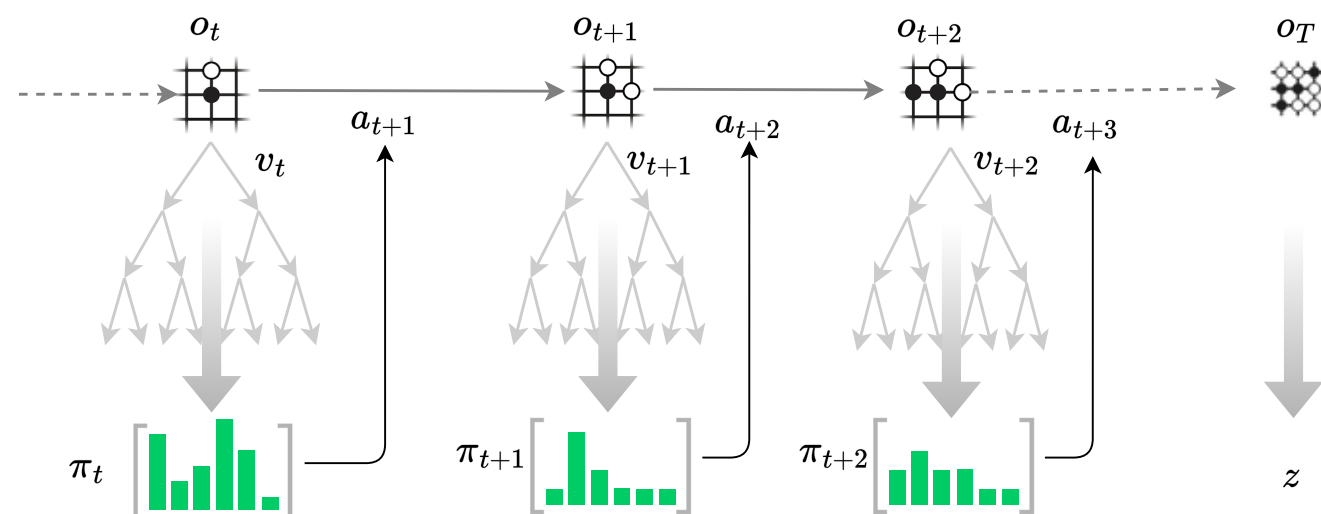 o_t o_{t+1} o_{t+2} o_T
a_{t+1} a_{t+2} a_{t+3}
v_t v_{t+1} v_{t+2}
π_t π_{t+1} π_{t+2} z